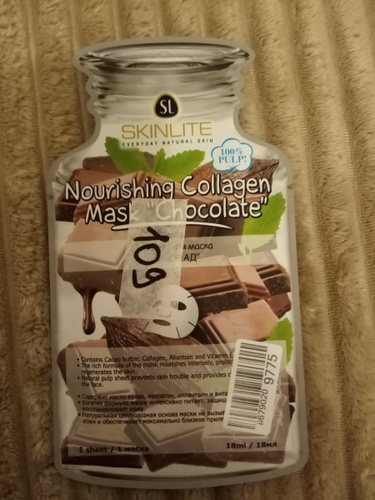 SL
SKINLITE
EVERYDAY NATURAL SKIN
100%
PULP!
Nourishing Collagen
Mask "Chocolate"
маска
АД"
• Contains Cacao butter, Collagen, Allantoin and Vitamin
• The rich formula of the mask nourishes intensely,
regenerates the skin.
• Natural pulp sheet prevents skin trouble and provides
the face.
• Содержит масло какао, коллаген, аллантоин и
• Богатая формула маски интенсивно питает,
восстанавливает кожу.
• Натуральная целлюлозная основа маски не
кожи и обеспечивает максимально близкое
1 sheet / 1 маска
18ml / 18мл
9775